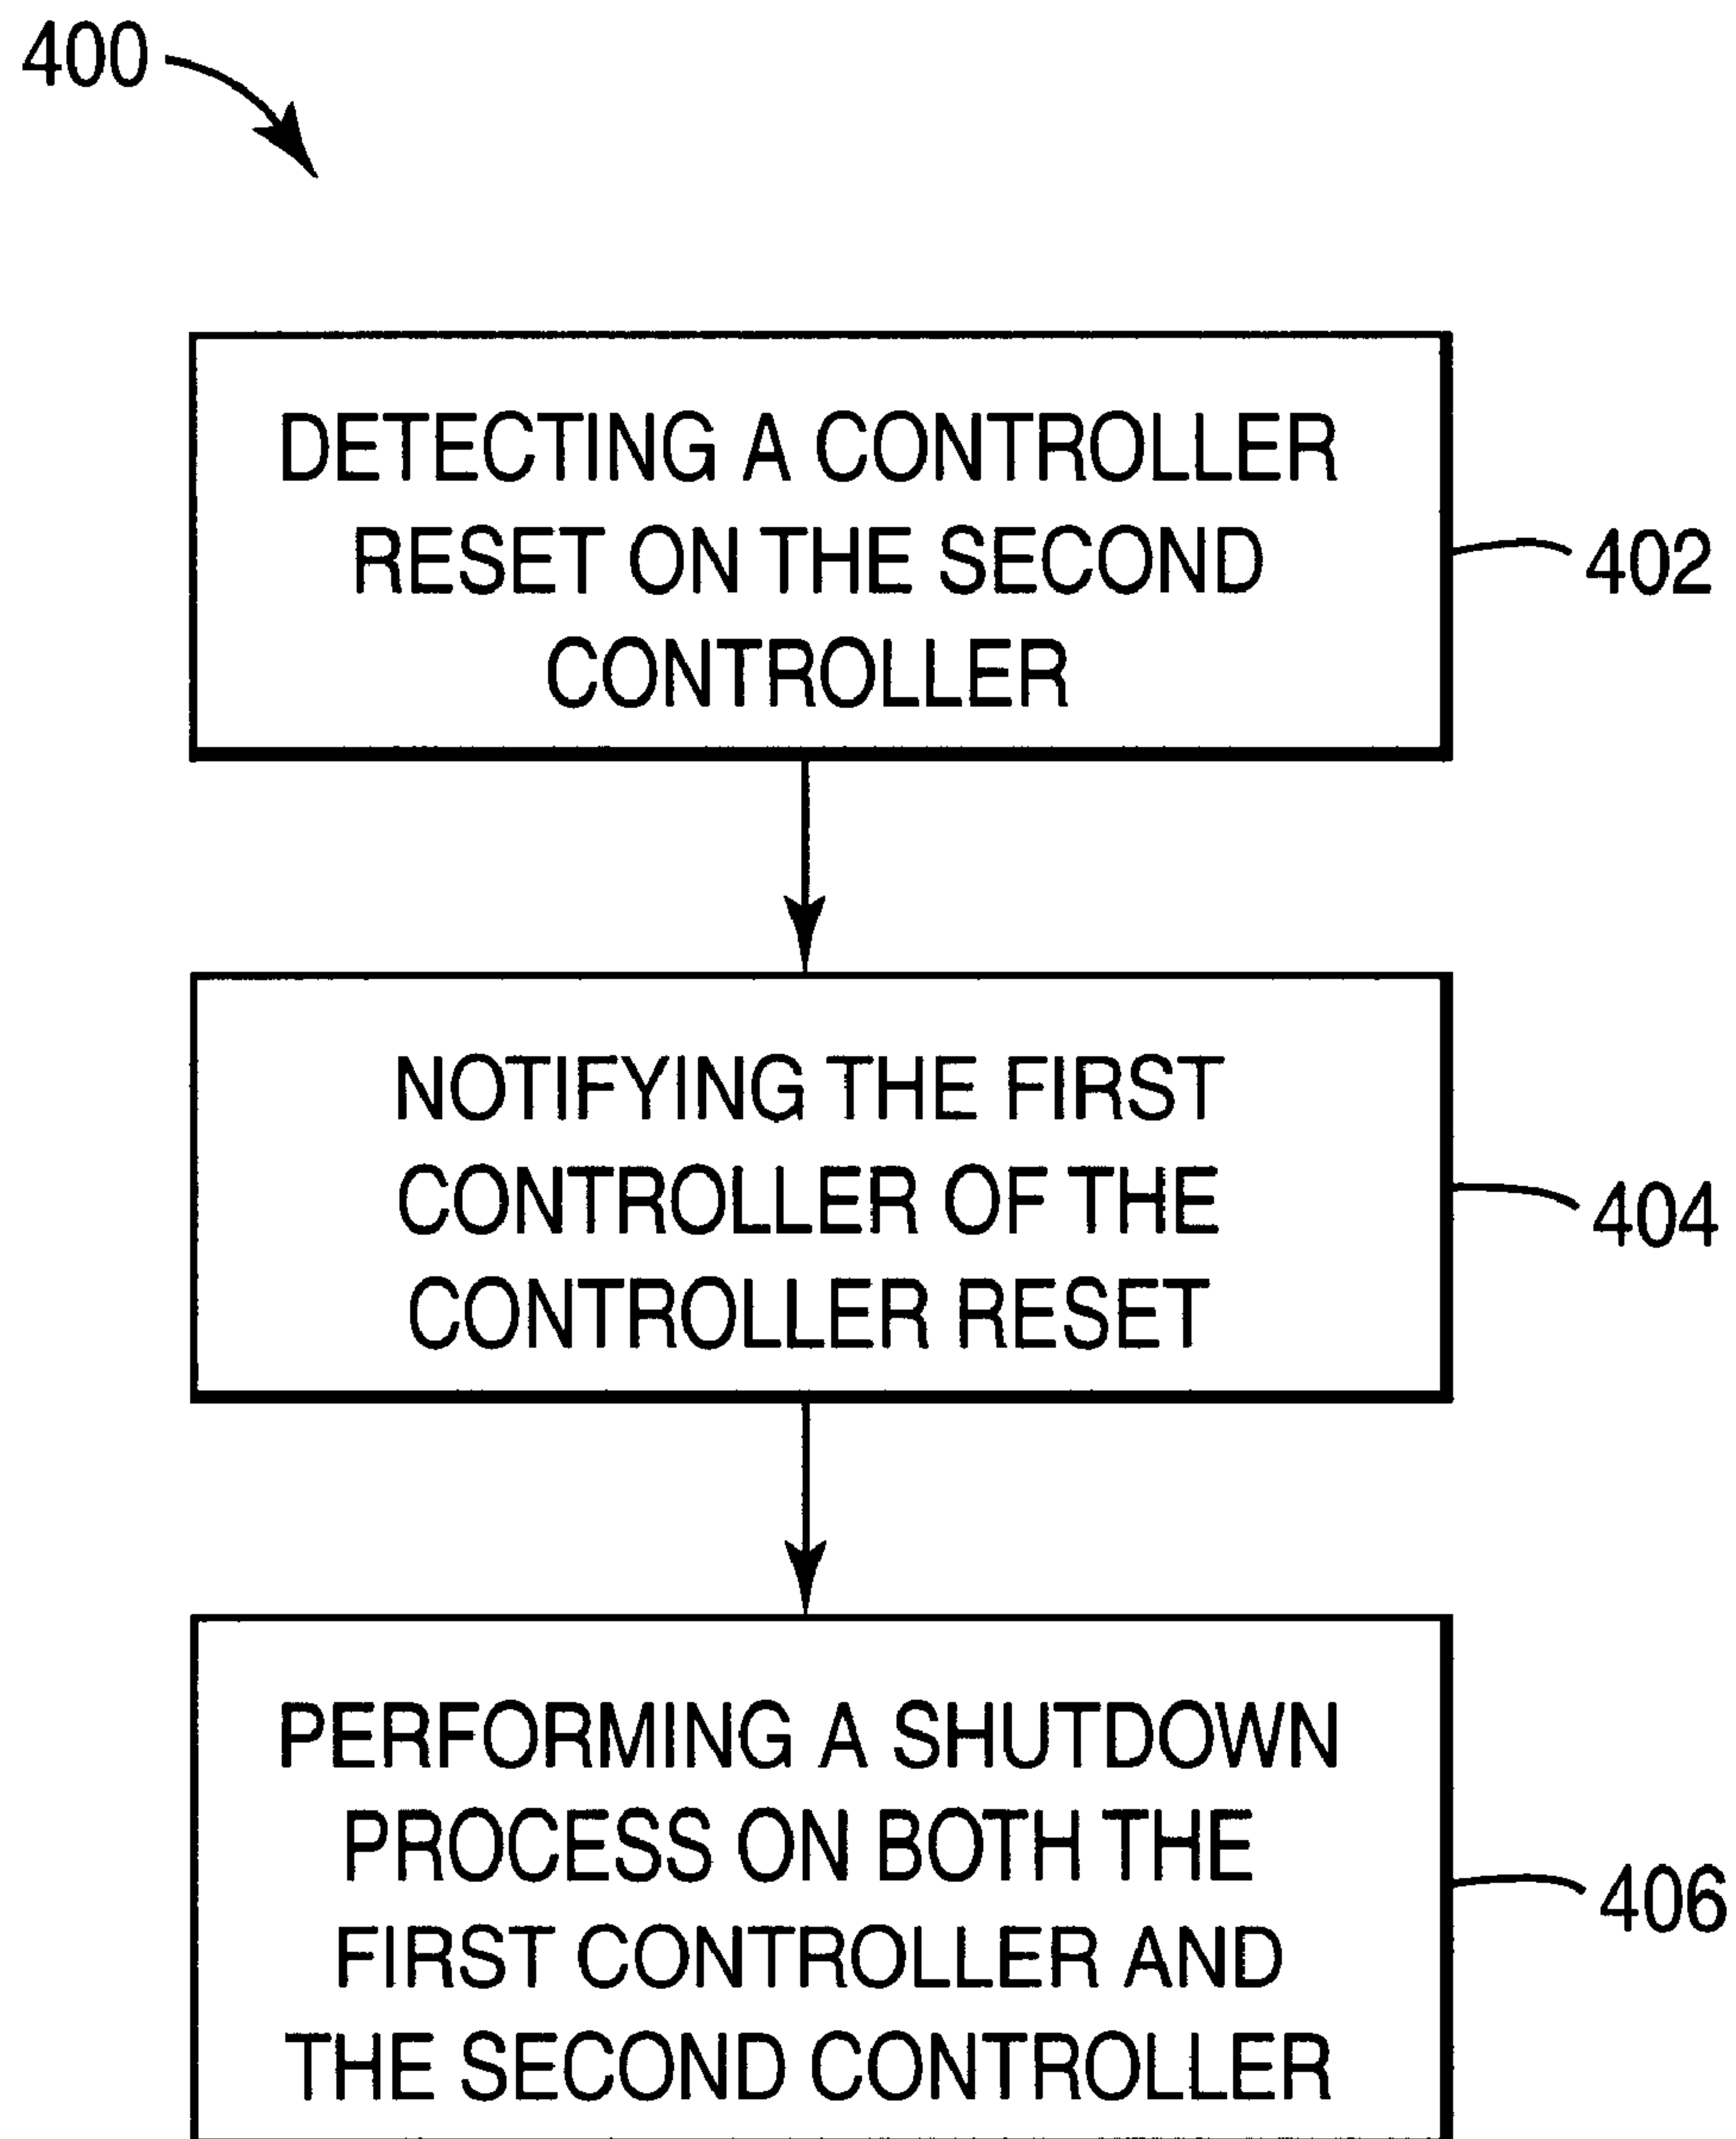 400
DETECTING A CONTROLLER
RESET ON THE SECOND
CONTROLLER
402
NOTIFYING THE FIRST
CONTROLLER OF THE
CONTROLLER RESET
404
PERFORMING A SHUTDOWN
PROCESS ON BOTH THE
FIRST CONTROLLER AND
THE SECOND CONTROLLER
406